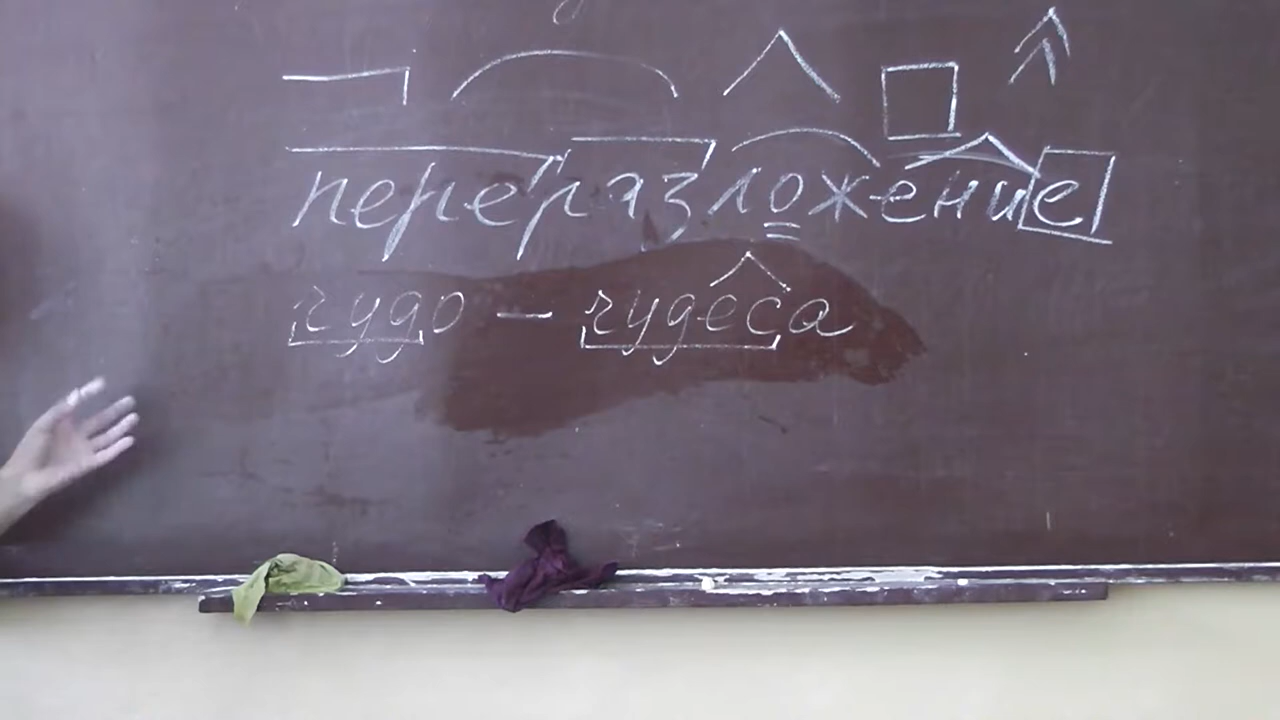 переразложение
чудо - чудеса